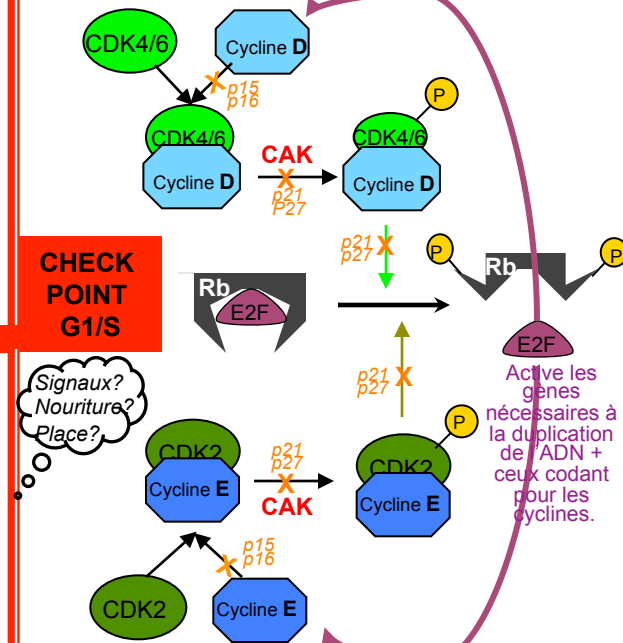 CDK4/6
Cycline D
p15
p16
CDK4/6
Cycline D
CAK
X
p21
P27
P
CDK4/6
Cycline D
p21
p27
X
CHECK
POINT
G1/S
Rb
E2F
P
Rb
P
E2F
Active les
gènes
nécessaires à
la duplication
de l'ADN +
ceux codant
pour les
cyclines.
p21
p27
X
Signaux?
Nouriture?
Place?
CDK2
Cycline E
p21
p27
X
CAK
P
CDK2
Cycline E
X
p15
p16
CDK2
Cycline E